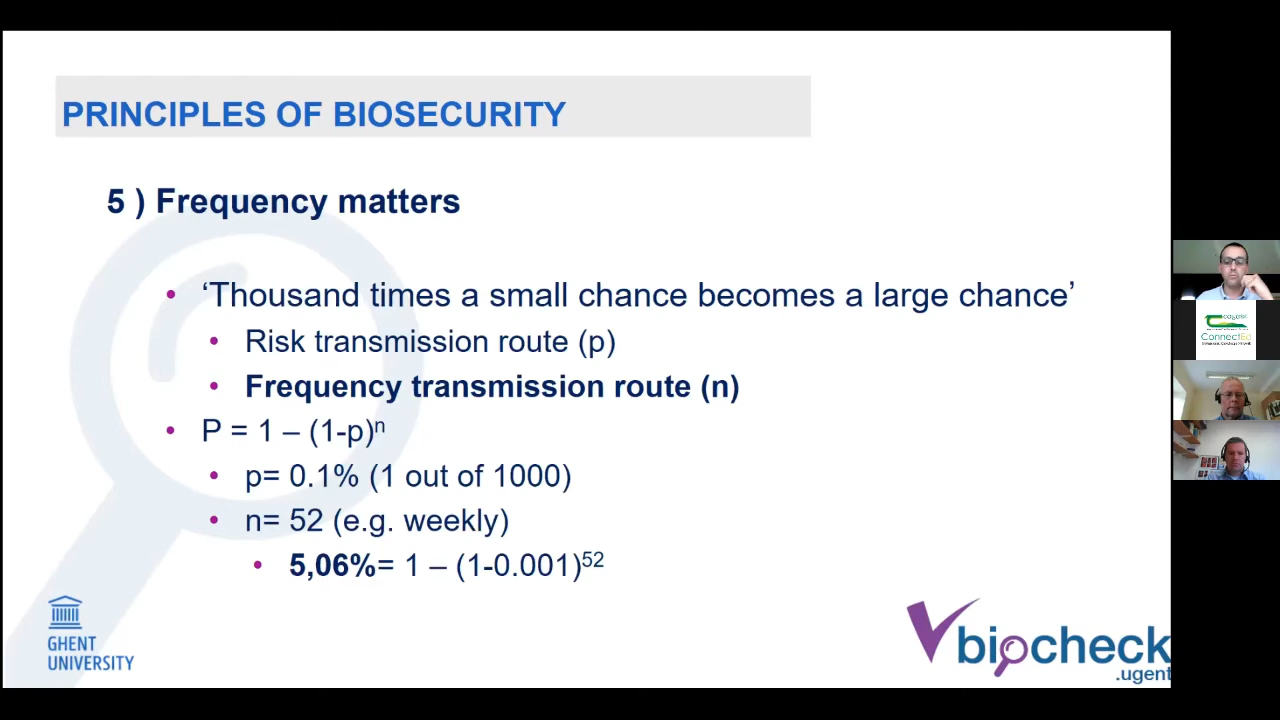 PRINCIPLES OF BIOSECURITY
5 ) Frequency matters
• ‘Thousand times a small chance becomes a large chance’
• Risk transmission route (p)
• Frequency transmission route (n)
• P = 1 – (1-p)ⁿ
• p= 0.1% (1 out of 1000)
• n= 52 (e.g. weekly)
• 5,06%= 1 – (1-0.001)⁵²
GHENT
UNIVERSITY
biocheck
.ugent
ConnectEd